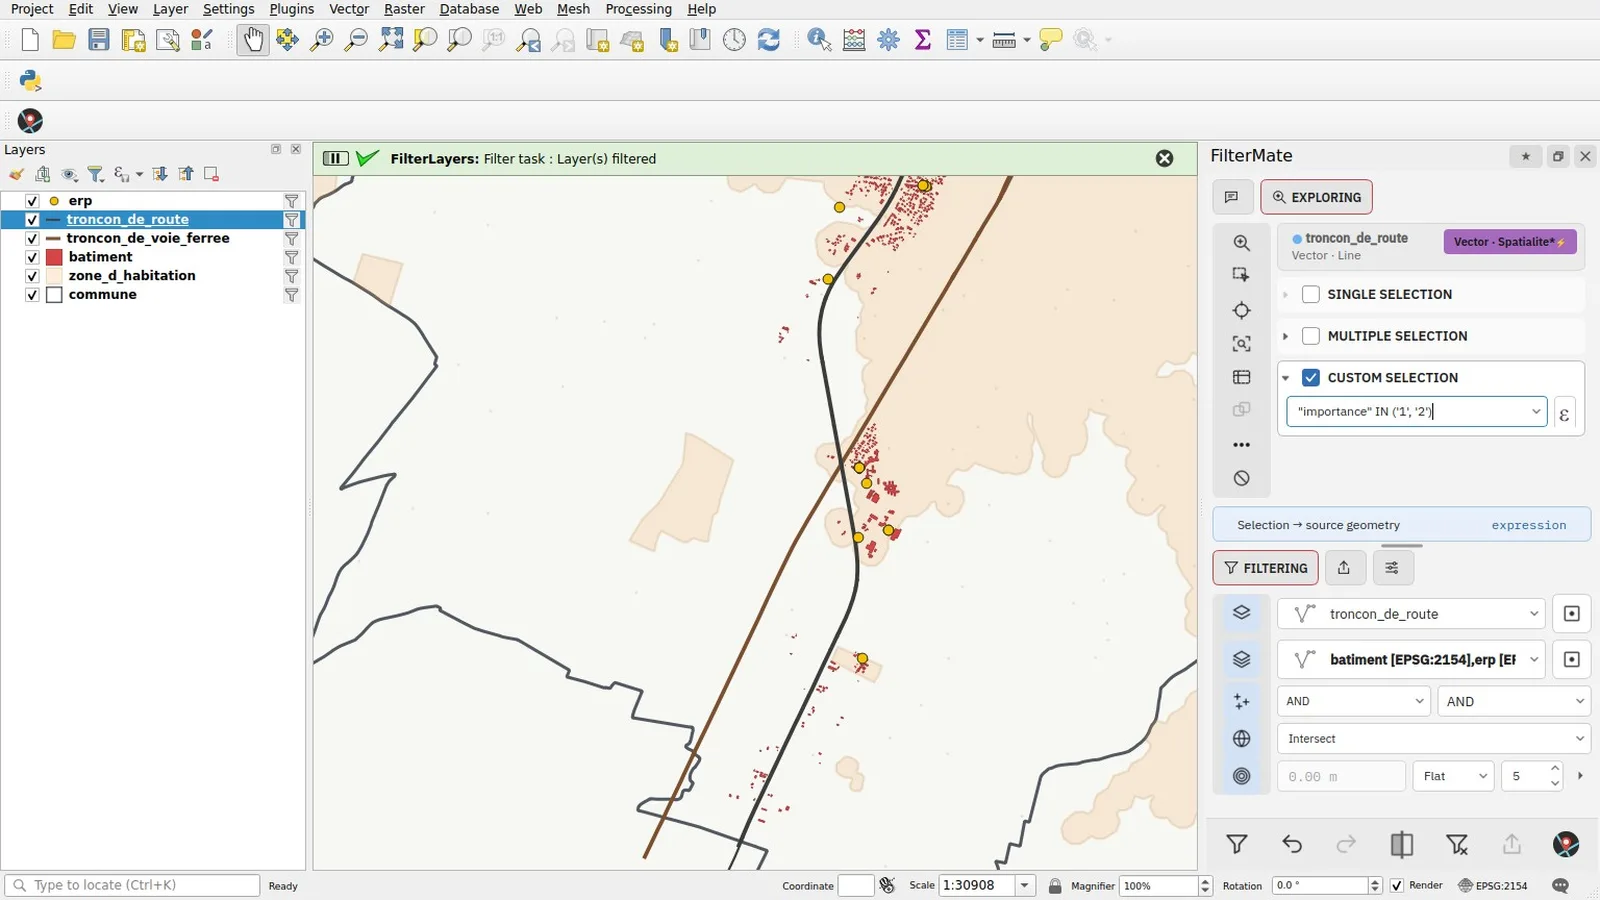 Project Edit View Layer Settings Plugins Vector Raster Database Web Mesh Processing Help
Layers
FilterLayers: Filter task : Layer(s) filtered
erp
troncon_de_route
troncon_de_voie_ferree
batiment
zone_d_habitation
commune
FilterMate
EXPLORING
troncon_de_route
Vector · Line
Vector · Spatialite*⚡
SINGLE SELECTION
MULTIPLE SELECTION
CUSTOM SELECTION
"importance" IN ('1', '2')
ε
Selection → source geometry expression
FILTERING
troncon_de_route
batiment [EPSG:2154],erp [EF
AND AND
Intersect
0.00 m Flat 5
Type to locate (Ctrl+K) Ready Coordinate Scale 1:30908 Magnifier 100% Rotation 0.0 ° Render EPSG:2154